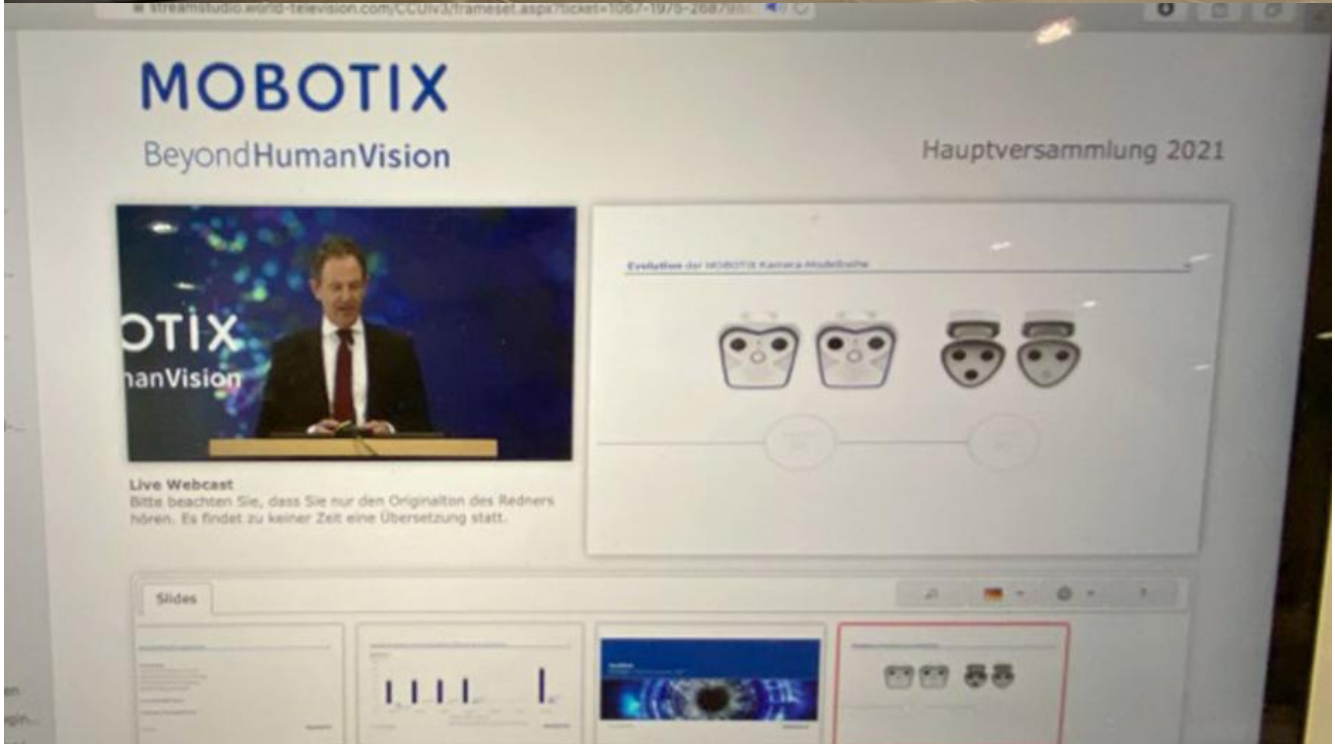 streamstudio.world-television.com/CCUIv3/frameset.aspx?ticket=1067-1976-26879
MOBOTIX
BeyondHumanVision
Hauptversammlung 2021
OTIX
nanVision
Evolution der MOBOTIX Kamera-Modellreihe
Live Webcast
Bitte beachten Sie, dass Sie nur den Originalton des Redners
hören. Es findet zu keiner Zeit eine Übersetzung statt.
Slides